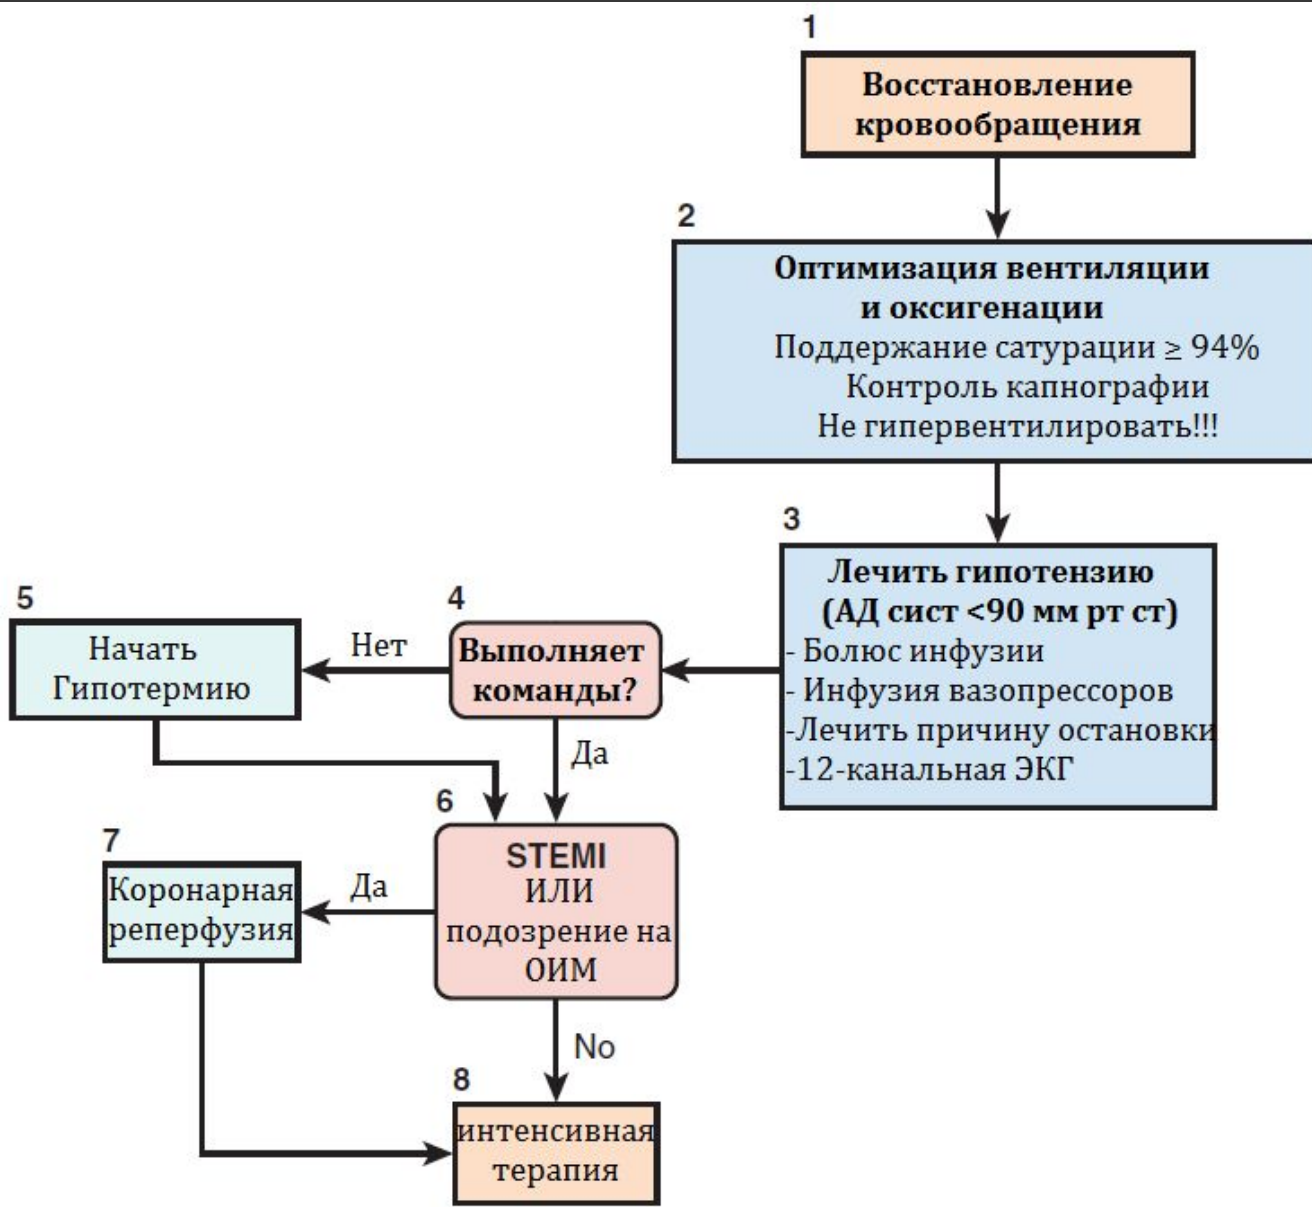 1
Восстановление
кровообращения
2
Оптимизация вентиляции
и оксигенации
Поддержание сатурации ≥ 94%
Контроль капнографии
Не гипервентилировать!!!
3
Лечить гипотензию
(АД сист <90 мм рт ст)
- Болюс инфузии
- Инфузия вазопрессоров
-Лечить причину остановки
-12-канальная ЭКГ
4
Выполняет
команды?
Нет
5
Начать
Гипотермию
Да
6
STEMI
ИЛИ
подозрение на
ОИМ
Да
7
Коронарная
реперфузия
No
8
интенсивная
терапия